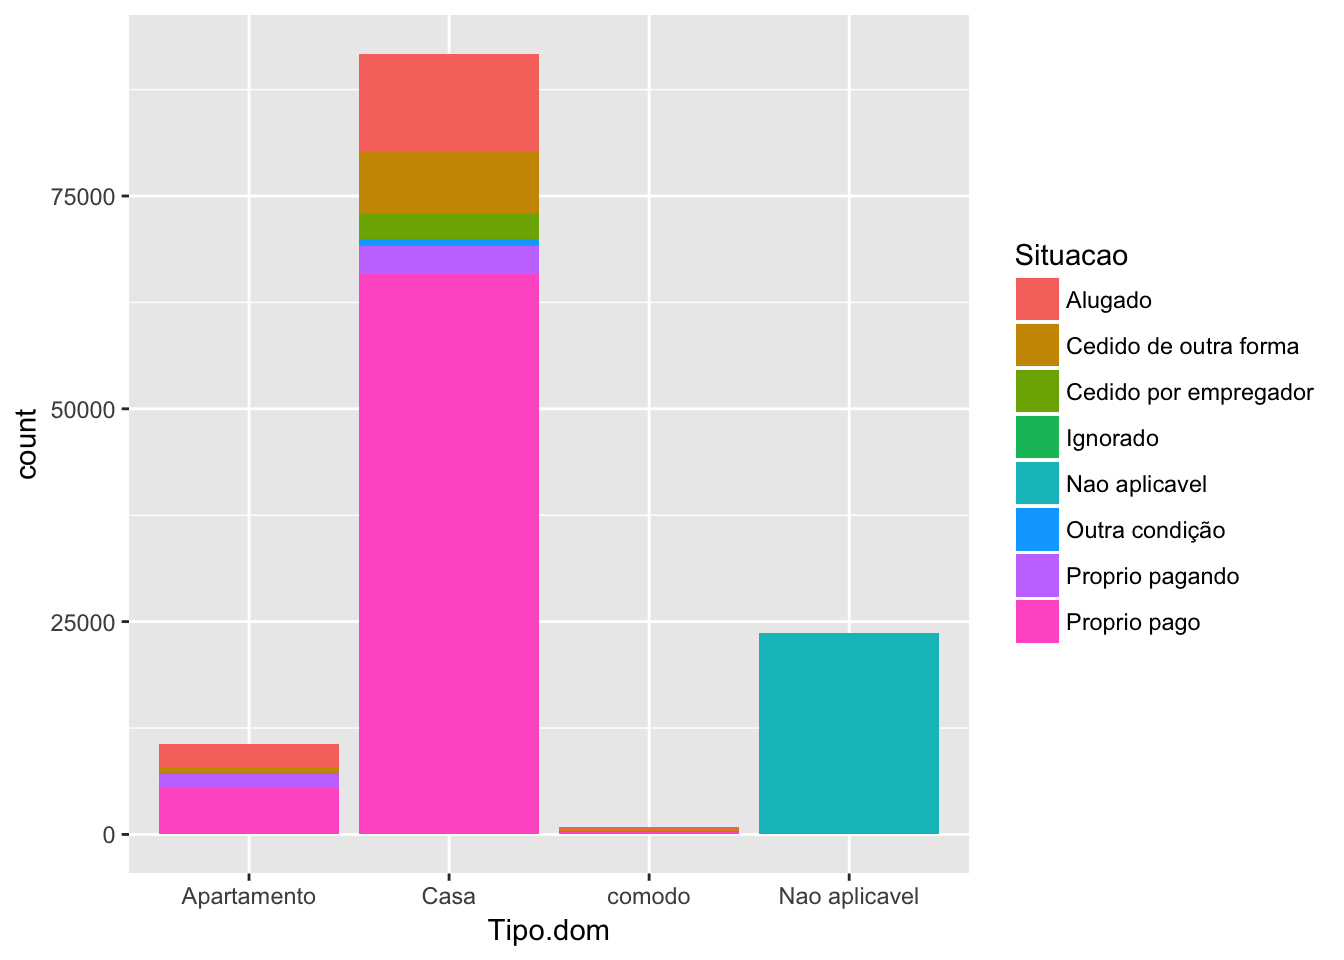 count
75000
50000
25000
0
Apartamento
Casa
comodo
Nao aplicavel
Tipo.dom
Situacao
Alugado
Cedido de outra forma
Cedido por empregador
Ignorado
Nao aplicavel
Outra condição
Proprio pagando
Proprio pago